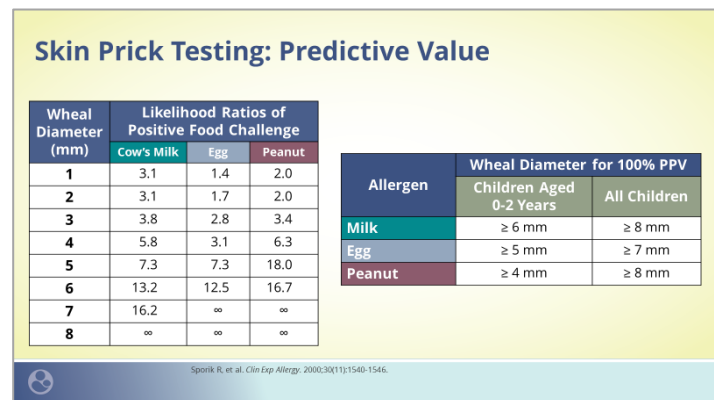 Skin Prick Testing: Predictive Value
Wheal Diameter (mm) | Likelihood Ratios of Positive Food Challenge
Cow's Milk | Egg | Peanut
1 | 3.1 | 1.4 | 2.0
2 | 3.1 | 1.7 | 2.0
3 | 3.8 | 2.8 | 3.4
4 | 5.8 | 3.1 | 6.3
5 | 7.3 | 7.3 | 18.0
6 | 13.2 | 12.5 | 16.7
7 | 16.2 | ∞ | ∞
8 | ∞ | ∞ | ∞
Allergen | Wheal Diameter for 100% PPV
Children Aged 0-2 Years | All Children
Milk | ≥ 6 mm | ≥ 8 mm
Egg | ≥ 5 mm | ≥ 7 mm
Peanut | ≥ 4 mm | ≥ 8 mm
Sporik R, et al. Clin Exp Allergy. 2000;30(11):1540-1546.